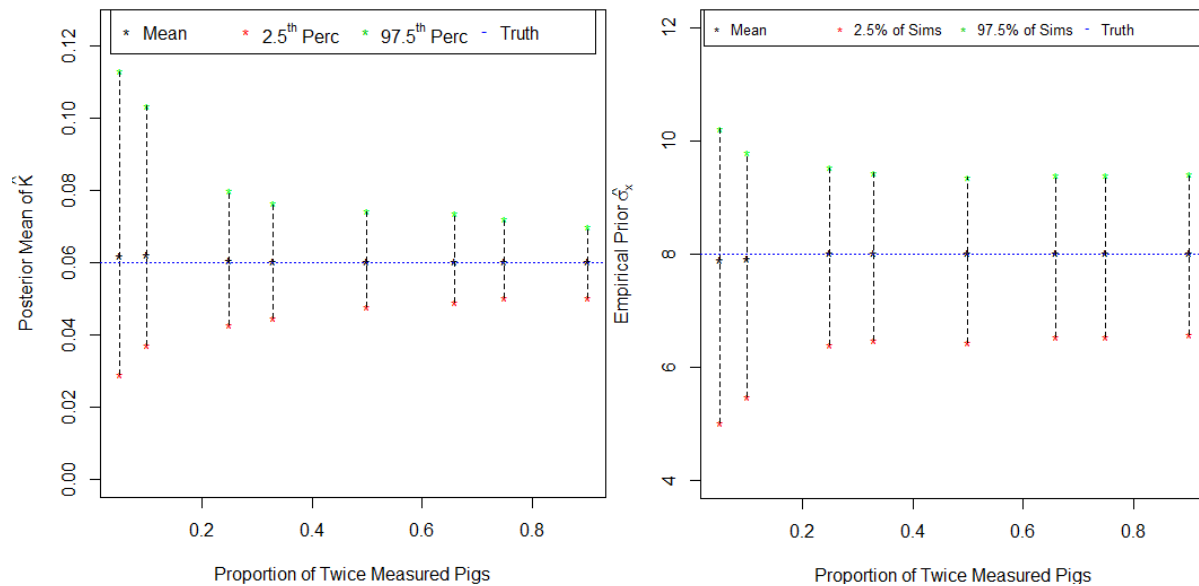 * Mean * 2.5th Perc * 97.5th Perc - Truth
0.12
0.10
0.08
0.06
0.04
0.02
0.00
Posterior Mean of K̂
0.2 0.4 0.6 0.8
Proportion of Twice Measured Pigs
* Mean * 2.5% of Sims * 97.5% of Sims - Truth
12
10
8
6
4
Empirical Prior σ̂x
0.2 0.4 0.6 0.8
Proportion of Twice Measured Pigs